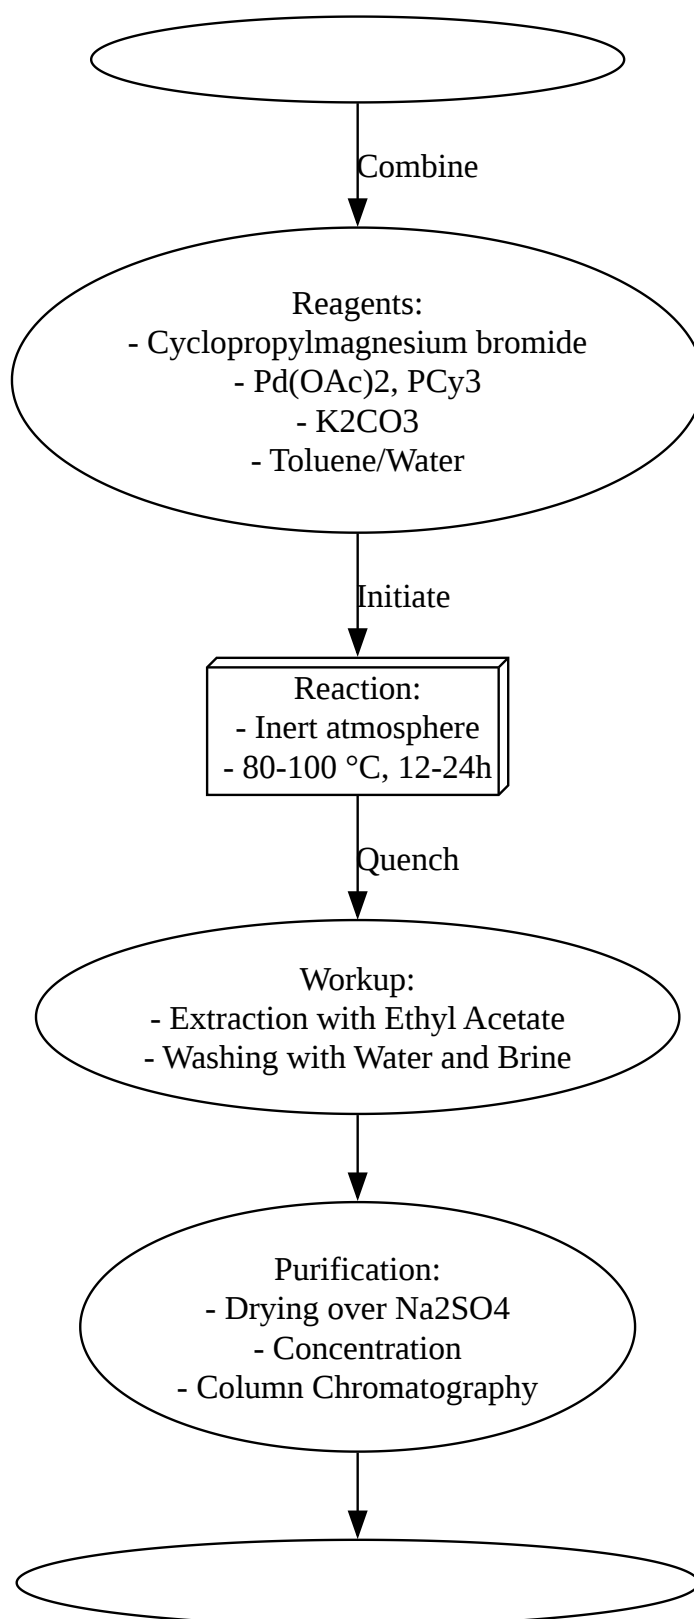 Combine
Reagents:
- Cyclopropylmagnesium bromide
- Pd(OAc)2, PCy3
- K2CO3
- Toluene/Water
Initiate
Reaction:
- Inert atmosphere
- 80-100 °C, 12-24h
Quench
Workup:
- Extraction with Ethyl Acetate
- Washing with Water and Brine
Purification:
- Drying over Na2SO4
- Concentration
- Column Chromatography